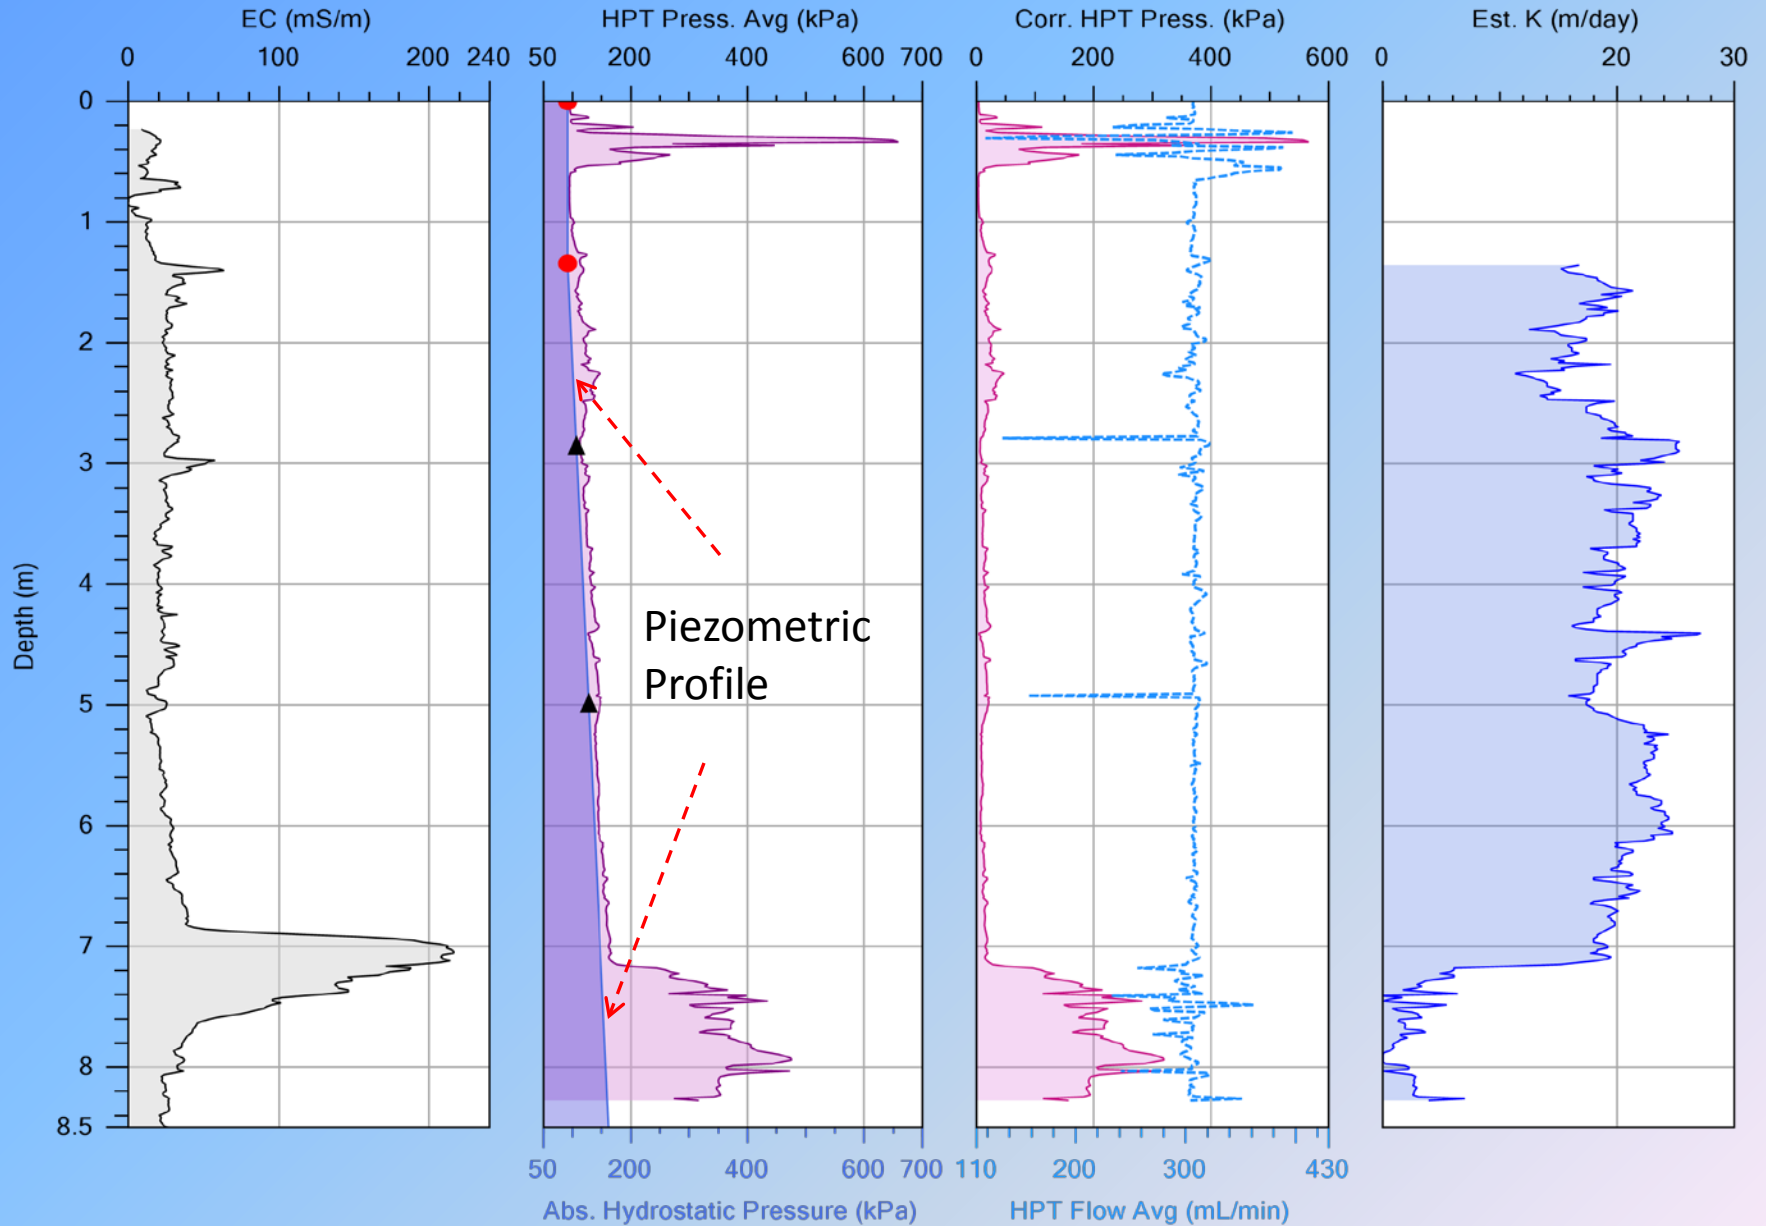 EC (mS/m)
HPT Press. Avg (kPa)
Corr. HPT Press. (kPa)
Est. K (m/day)
0 100 200 240
50 200 400 600 700
0 200 400 600
0 20 30
Depth (m)
0
1
2
3
4
5
6
7
8
8.5
Piezometric
Profile
50 200 400 600 700
110 200 300 430
Abs. Hydrostatic Pressure (kPa)
HPT Flow Avg (mL/min)